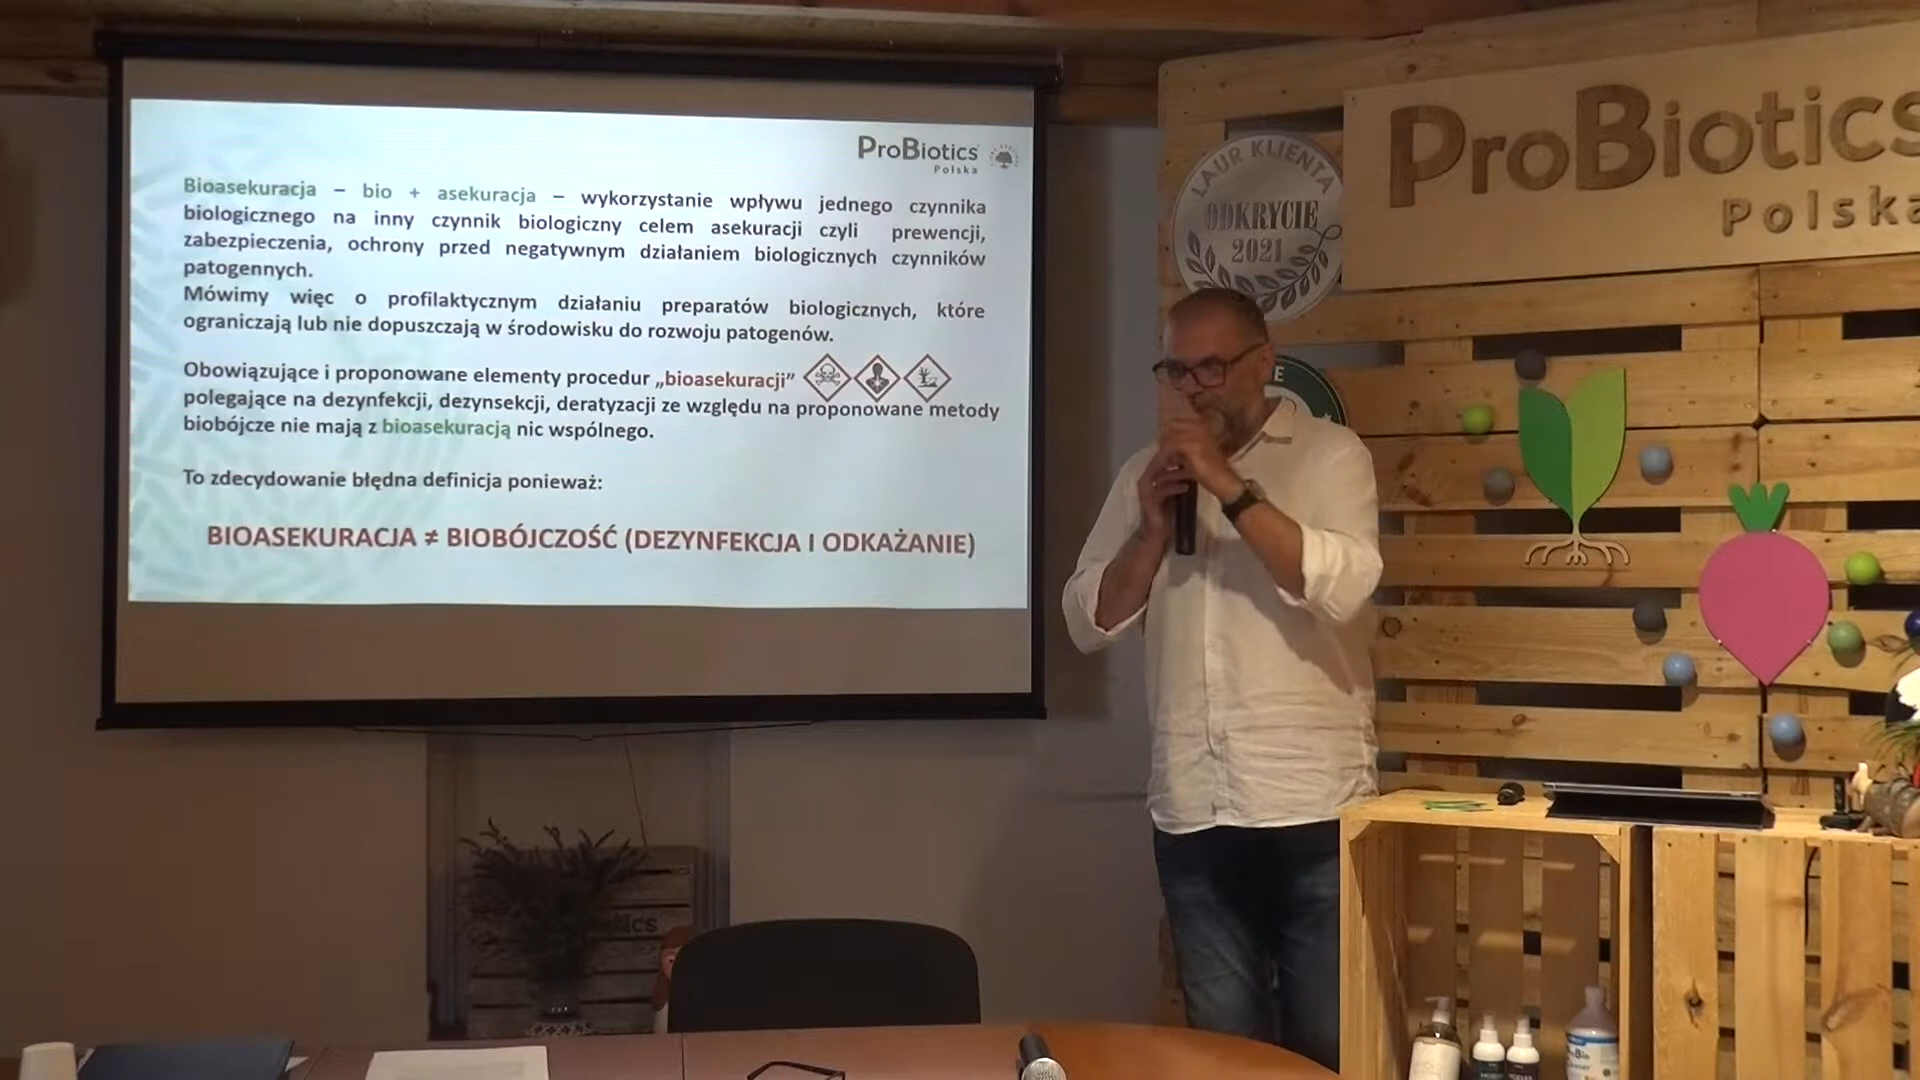 ProBiotics
Polska
Bioasekuracja – bio + asekuracja – wykorzystanie wpływu jednego czynnika
biologicznego na inny czynnik biologiczny celem asekuracji czyli prewencji,
zabezpieczenia, ochrony przed negatywnym działaniem biologicznych czynników
patogennych.
Mówimy więc o profilaktycznym działaniu preparatów biologicznych, które
ograniczają lub nie dopuszczają w środowisku do rozwoju patogenów.
Obowiązujące i proponowane elementy procedur „bioasekuracji”
polegające na dezynfekcji, dezynsekcji, deratyzacji ze względu na proponowane metody
biobójcze nie mają z bioasekuracją nic wspólnego.
To zdecydowanie błędna definicja ponieważ:
BIOASEKURACJA ≠ BIOBÓJCZOŚĆ (DEZYNFEKCJA I ODKAŻANIE)
LAUR KLIENTA
ODKRYCIE
2021
ProBiotics
Polska